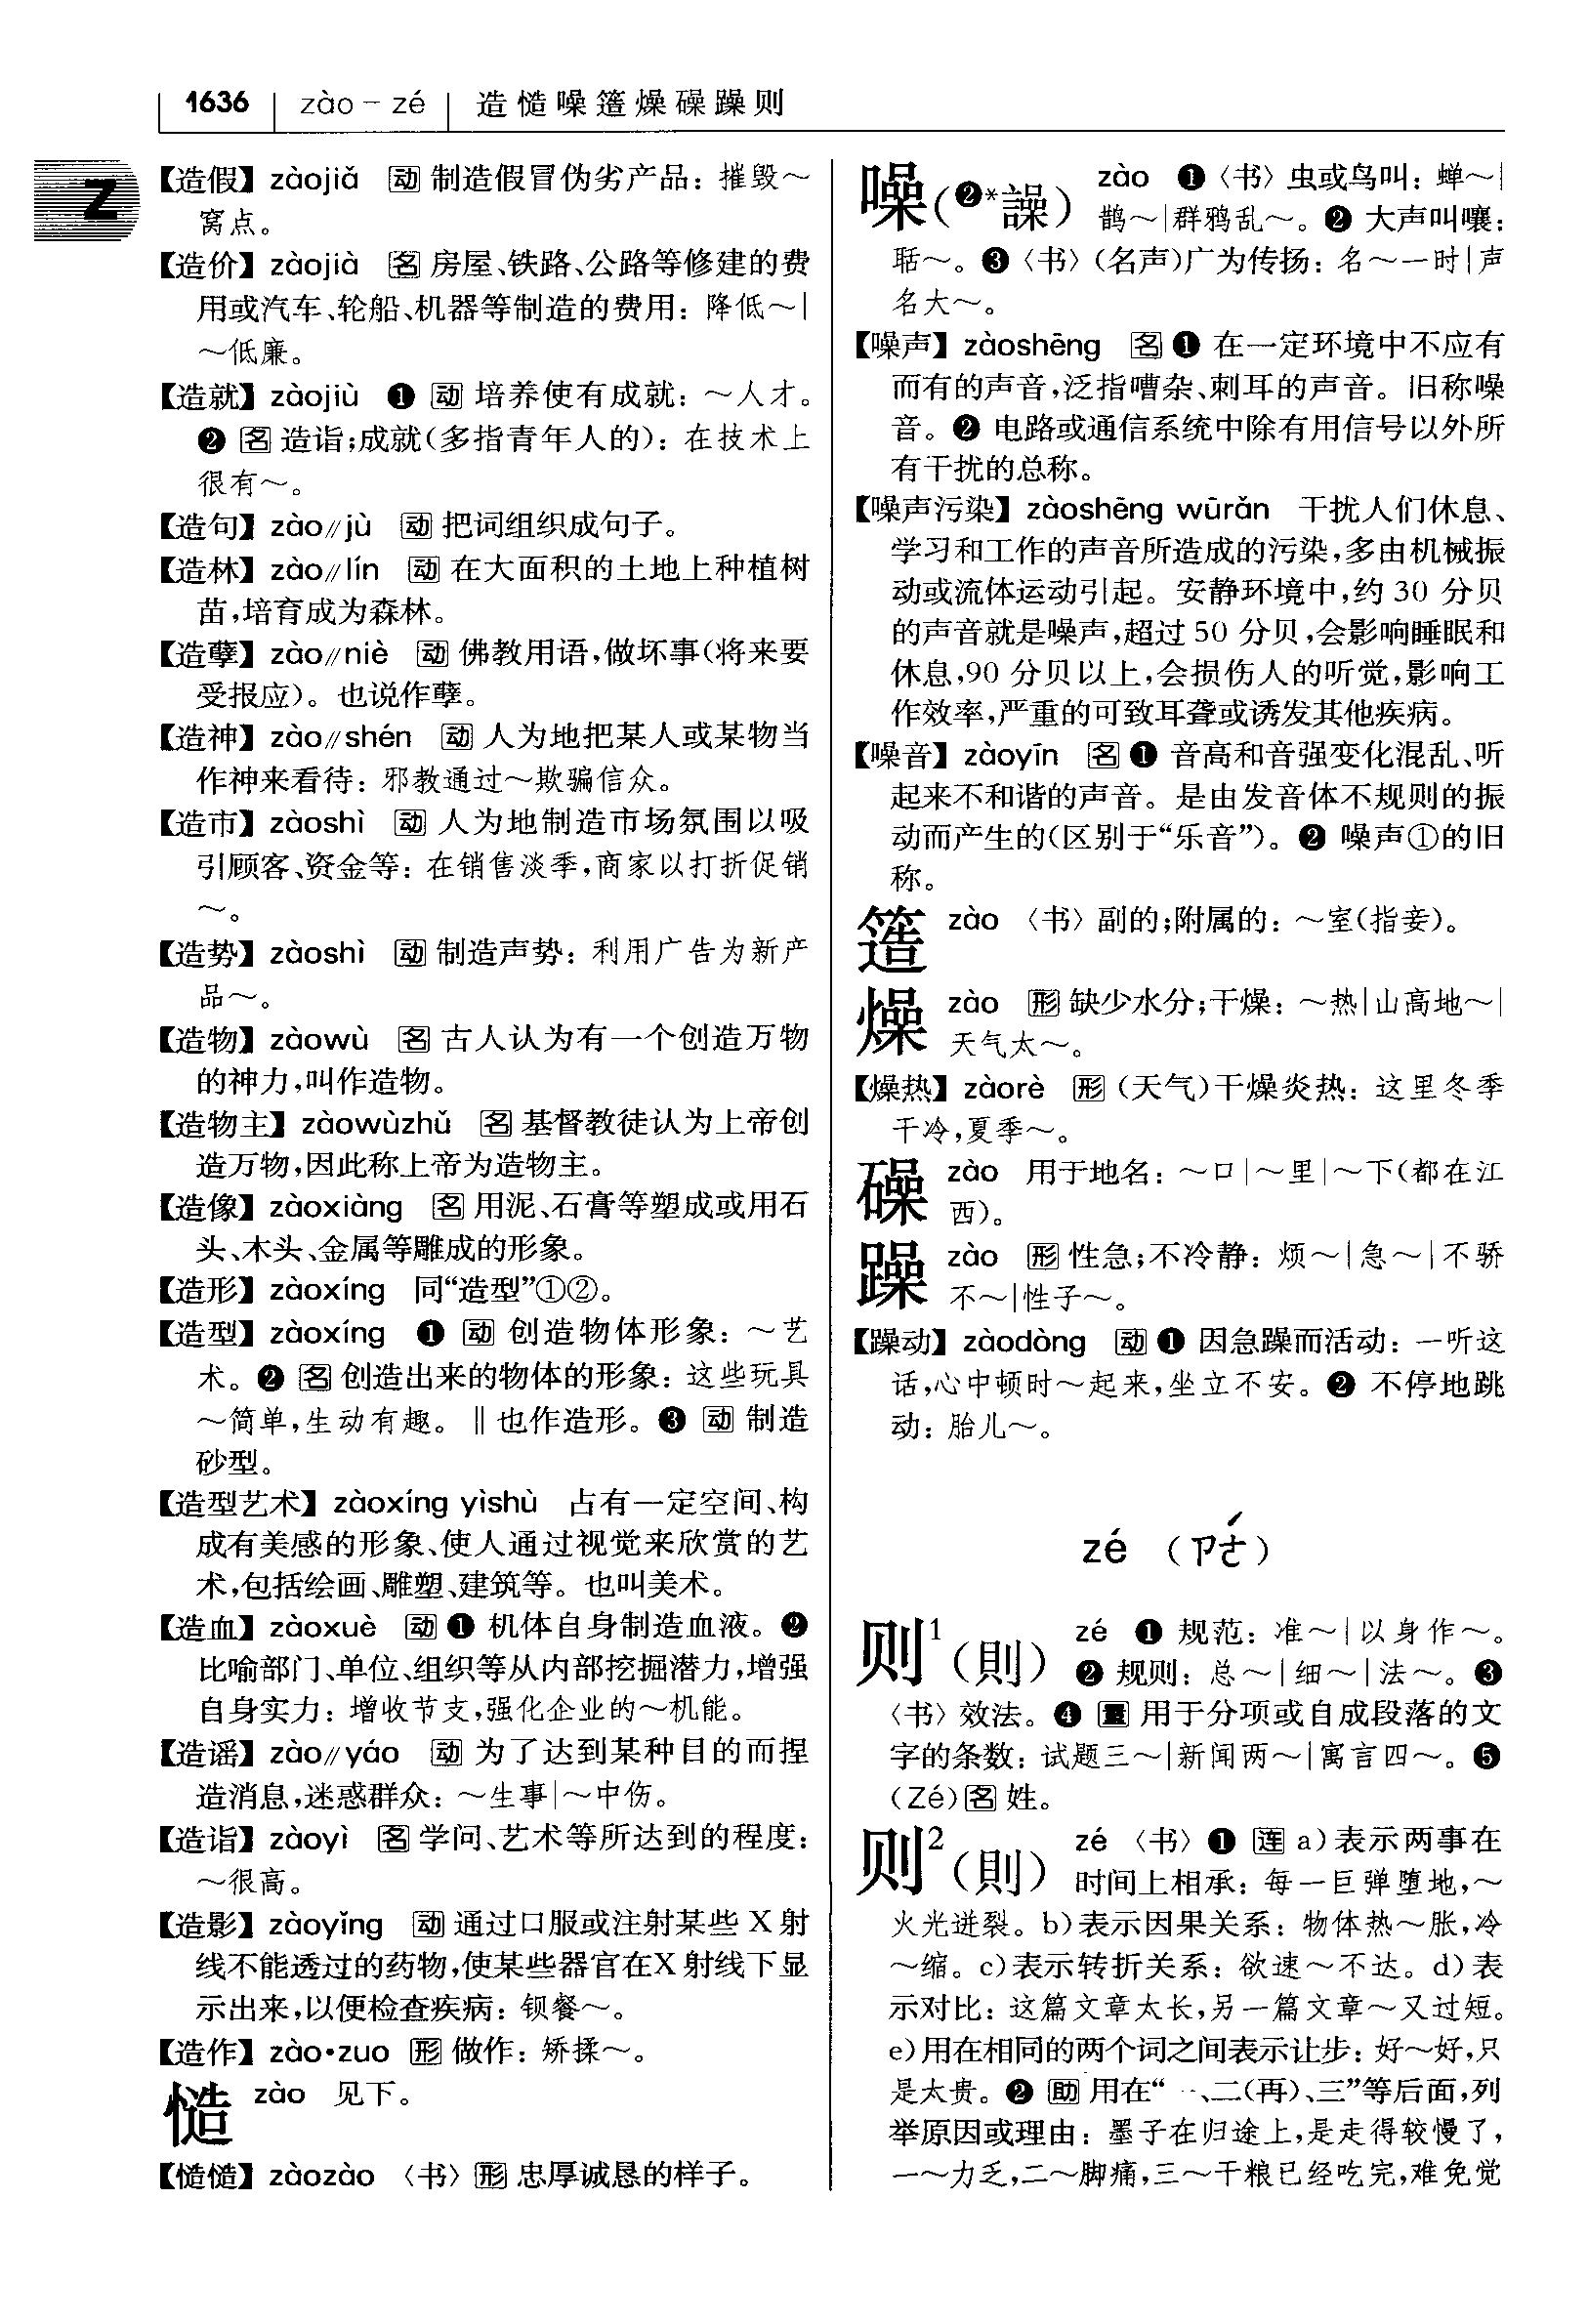 1636 | zào – zé | 造 慥 噪 簉 燥 磉 躁 则
Z
【造假】 zàojiǎ 动 制造假冒伪劣产品：摧毁～
窝点。
【造价】 zàojià 名 房屋、铁路、公路等修建的费
用或汽车、轮船、机器等制造的费用：降低～|
～低廉。
【造就】 zàojiù ❶ 动 培养使有成就：～人才。
❷ 名 造诣；成就（多指青年人的）：在技术上
很有～。
【造句】 zào//jù 动 把词组织成句子。
【造林】 zào//lín 动 在大面积的土地上种植树
苗，培育成为森林。
【造孽】 zào//niè 动 佛教用语，做坏事（将来要
受报应）。也说作孽。
【造神】 zào//shén 动 人为地把某人或某物当
作神来看待：邪教通过～欺骗信众。
【造市】 zàoshì 动 人为地制造市场氛围以吸
引顾客、资金等：在销售淡季，商家以打折促销
～。
【造势】 zàoshì 动 制造声势：利用广告为新产
品～。
【造物】 zàowù 名 古人认为有一个创造万物
的神力，叫作造物。
【造物主】 zàowùzhǔ 名 基督教徒认为上帝创
造万物，因此称上帝为造物主。
【造像】 zàoxiàng 名 用泥、石膏等塑成或用石
头、木头、金属等雕成的形象。
【造形】 zàoxíng 同“造型”①②。
【造型】 zàoxíng ❶ 动 创造物体形象：～艺
术。❷ 名 创造出来的物体的形象：这些玩具
～简单，生动有趣。‖也作造形。❸ 动 制造
砂型。
【造型艺术】 zàoxíng yìshù 占有一定空间、构
成有美感的形象、使人通过视觉来欣赏的艺
术，包括绘画、雕塑、建筑等。也叫美术。
【造血】 zàoxuè 动 ❶ 机体自身制造血液。❷
比喻部门、单位、组织等从内部挖掘潜力，增强
自身实力：增收节支，强化企业的～机能。
【造谣】 zào//yáo 动 为了达到某种目的而捏
造消息，迷惑群众：～生事|～中伤。
【造诣】 zàoyì 名 学问、艺术等所达到的程度：
～很高。
【造影】 zàoyǐng 动 通过口服或注射某些 X 射
线不能透过的药物，使某些器官在X 射线下显
示出来，以便检查疾病：钡餐～。
【造作】 zào•zuo 形 做作：矫揉～。
慥 zào 见下。
【慥慥】 zàozào 〈书〉 形 忠厚诚恳的样子。
噪（❷*譟） zào ❶〈书〉虫或鸟叫：蝉～|
鹊～|群鸦乱～。❷ 大声叫嚷：
聒～。❸〈书〉（名声）广为传扬：名～一时|声
名大～。
【噪声】 zàoshēng 名 ❶ 在一定环境中不应有
而有的声音，泛指嘈杂、刺耳的声音。旧称噪
音。❷ 电路或通信系统中除有用信号以外所
有干扰的总称。
【噪声污染】 zàoshēng wūrǎn 干扰人们休息、
学习和工作的声音所造成的污染，多由机械振
动或流体运动引起。安静环境中，约 30 分贝
的声音就是噪声，超过 50 分贝，会影响睡眠和
休息，90 分贝以上，会损伤人的听觉，影响工
作效率，严重的可致耳聋或诱发其他疾病。
【噪音】 zàoyīn 名 ❶ 音高和音强变化混乱、听
起来不和谐的声音。是由发音体不规则的振
动而产生的（区别于“乐音”）。❷ 噪声①的旧
称。
簉 zào 〈书〉副的；附属的：～室（指妾）。
燥 zào 形 缺少水分；干燥：～热|山高地～|
天气太～。
【燥热】 zàorè 形 （天气）干燥炎热：这里冬季
干冷，夏季～。
磉 zào 用于地名：～口|～里|～下（都在江
西）。
躁 zào 形 性急；不冷静：烦～|急～|不骄
不～|性子～。
【躁动】 zàodòng 动 ❶ 因急躁而活动：一听这
话，心中顿时～起来，坐立不安。❷ 不停地跳
动：胎儿～。
zé （ㄗㄜˊ）
则¹（則） zé ❶ 规范：准～|以身作～。
❷ 规则：总～|细～|法～。❸
〈书〉效法。❹ 量 用于分项或自成段落的文
字的条数：试题三～|新闻两～|寓言四～。❺
（Zé）名 姓。
则²（則） zé 〈书〉❶ 连 a）表示两事在
时间上相承：每一巨弹堕地，～
火光迸裂。b）表示因果关系：物体热～胀，冷
～缩。c）表示转折关系：欲速～不达。d）表
示对比：这篇文章太长，另一篇文章～又过短。
e）用在相同的两个词之间表示让步：好～好，只
是太贵。❷ 助 用在“一、二（再）、三”等后面，列
举原因或理由：墨子在归途上，是走得较慢了，
一～力乏，二～脚痛，三～干粮已经吃完，难免觉